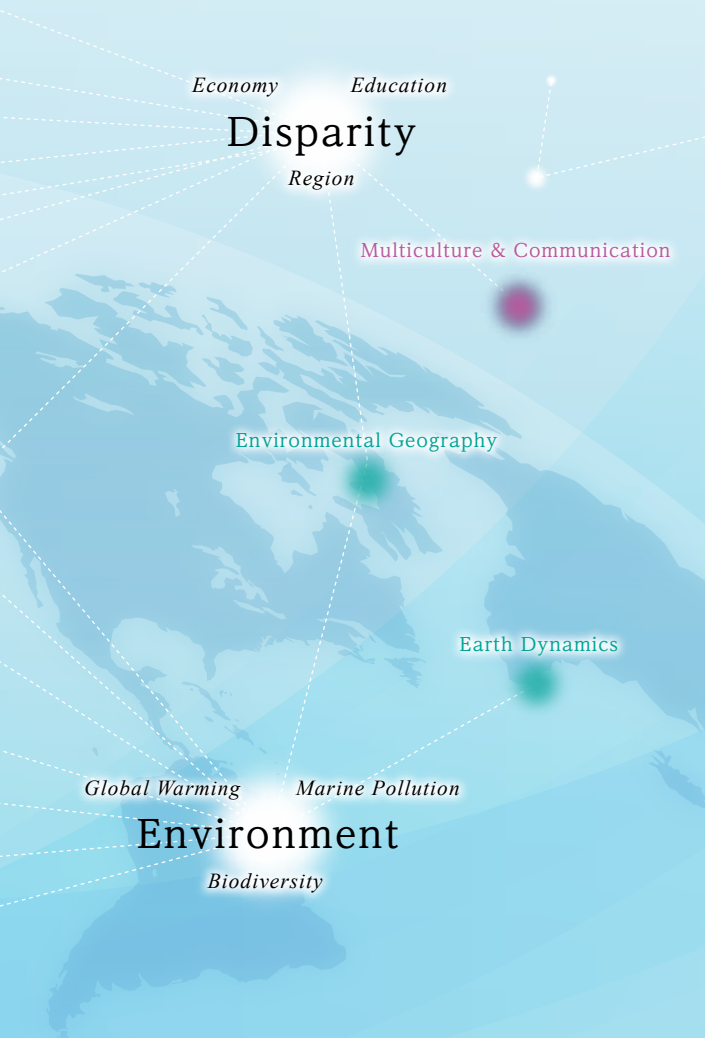 Economy Education
Disparity
Region
Multiculture & Communication
Environmental Geography
Earth Dynamics
Global Warming Marine Pollution
Environment
Biodiversity